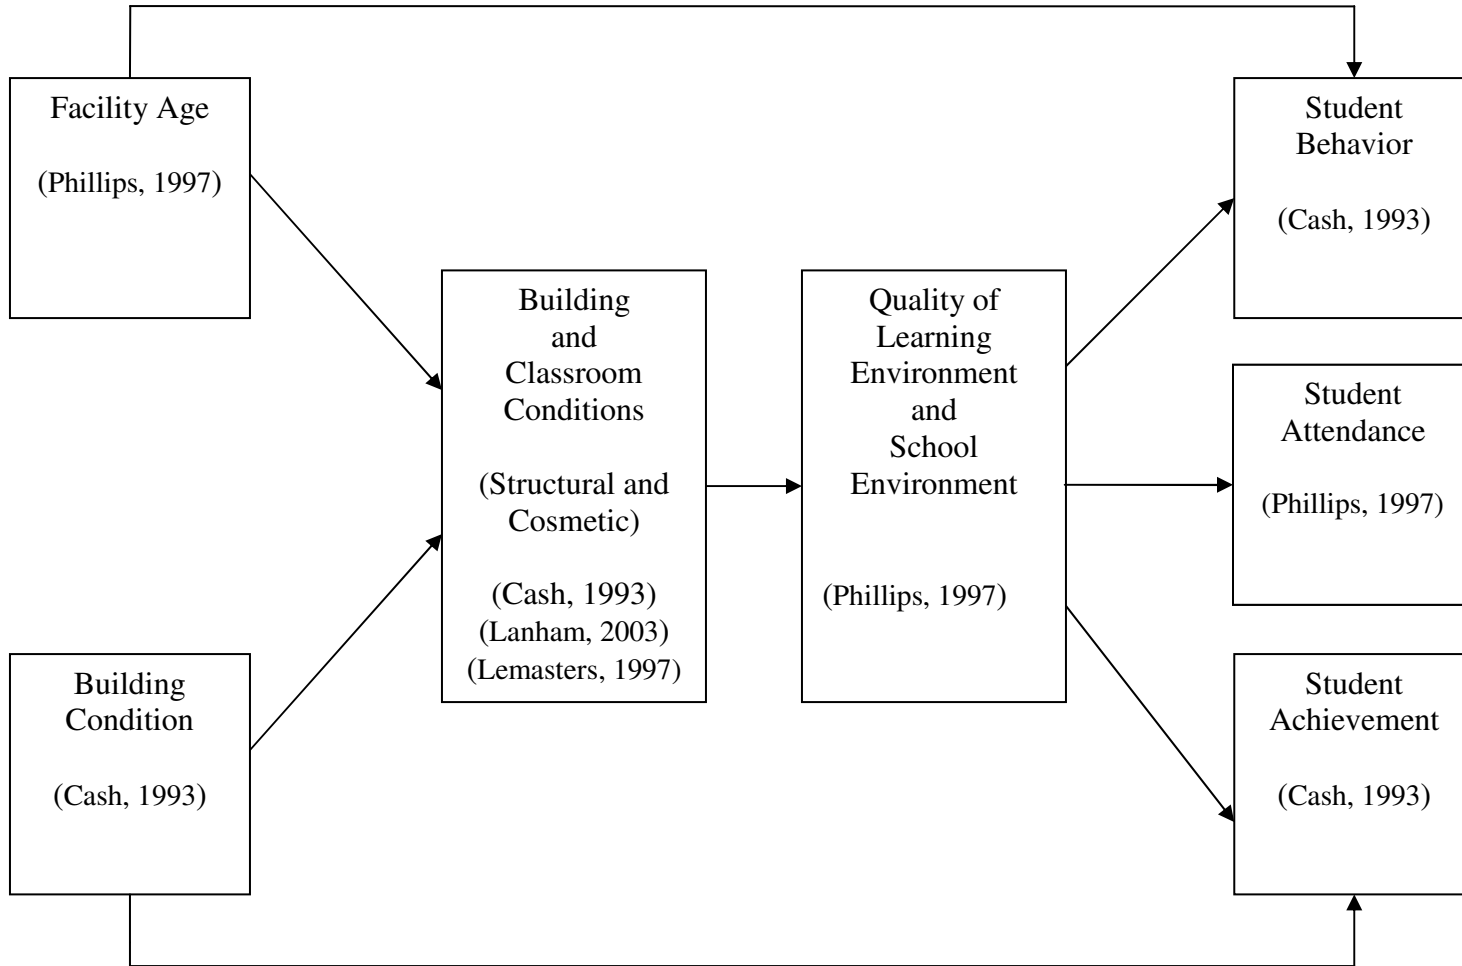 Facility Age
(Phillips, 1997)
Building
Condition
(Cash, 1993)
Building
and
Classroom
Conditions
(Structural and
Cosmetic)
(Cash, 1993)
(Lanham, 2003)
(Lemasters, 1997)
Quality of
Learning
Environment
and
School
Environment
(Phillips, 1997)
Student
Behavior
(Cash, 1993)
Student
Attendance
(Phillips, 1997)
Student
Achievement
(Cash, 1993)